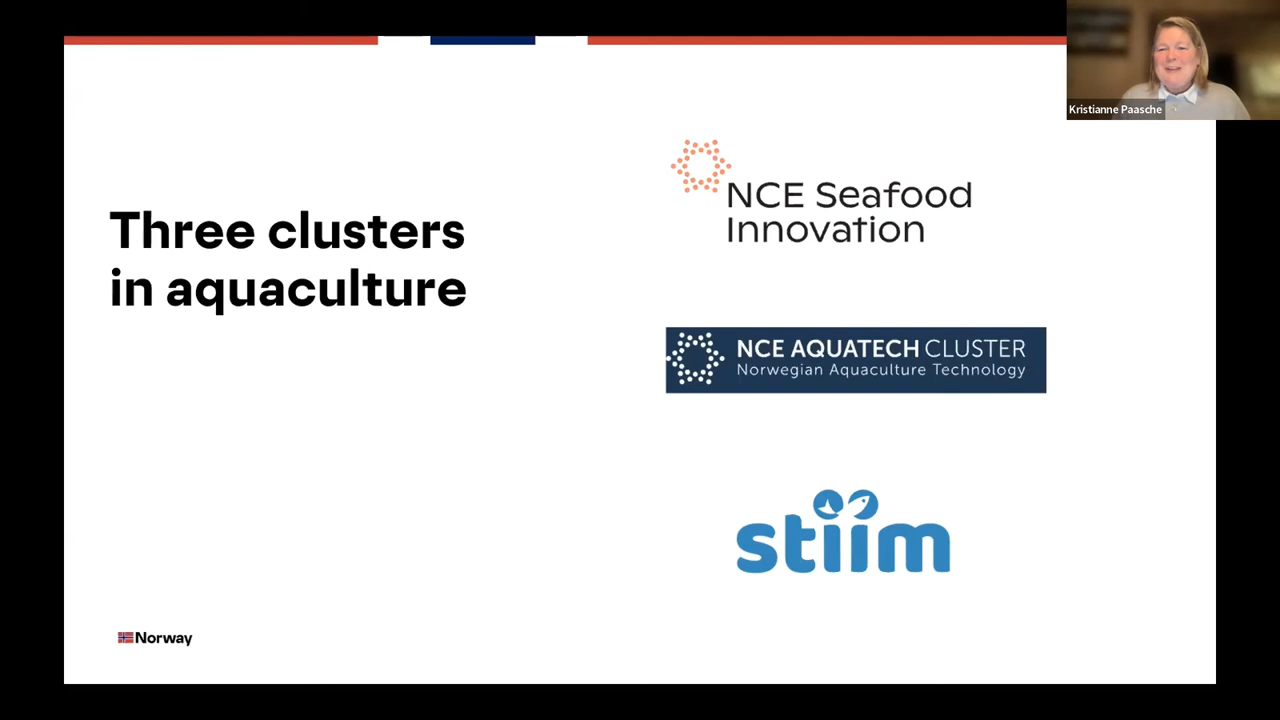 Kristianne Paasche
Three clusters
in aquaculture
NCE Seafood
Innovation
NCE AQUATECH CLUSTER
Norwegian Aquaculture Technology
stiim
Norway